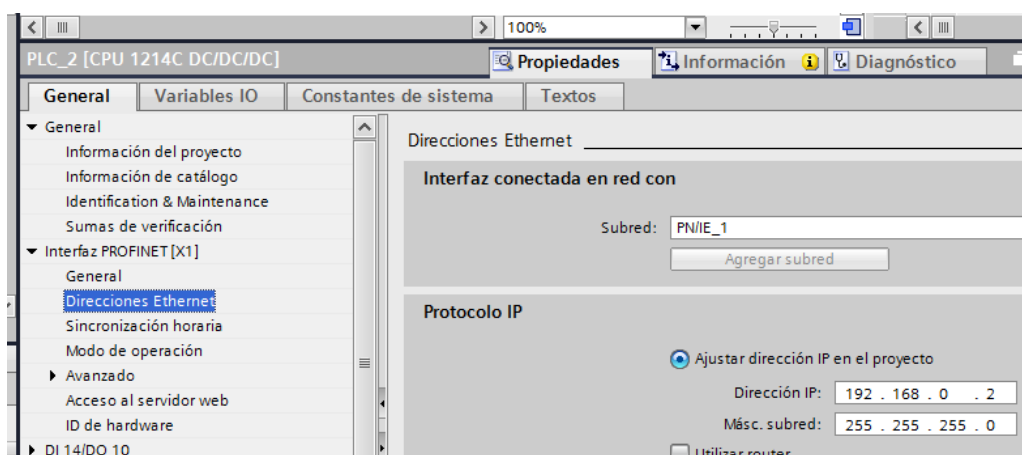 100%
PLC_2 [CPU 1214C DC/DC/DC]
Propiedades
Información
Diagnóstico
General
Variables IO
Constantes de sistema
Textos
General
Información del proyecto
Información de catálogo
Identification & Maintenance
Sumas de verificación
Interfaz PROFINET [X1]
General
Direcciones Ethernet
Sincronización horaria
Modo de operación
Avanzado
Acceso al servidor web
ID de hardware
DI 14/DO 10
Direcciones Ethernet
Interfaz conectada en red con
Subred: PN/IE_1
Agregar subred
Protocolo IP
Ajustar dirección IP en el proyecto
Dirección IP: 192 . 168 . 0 . 2
Másc. subred: 255 . 255 . 255 . 0
Utilizar router